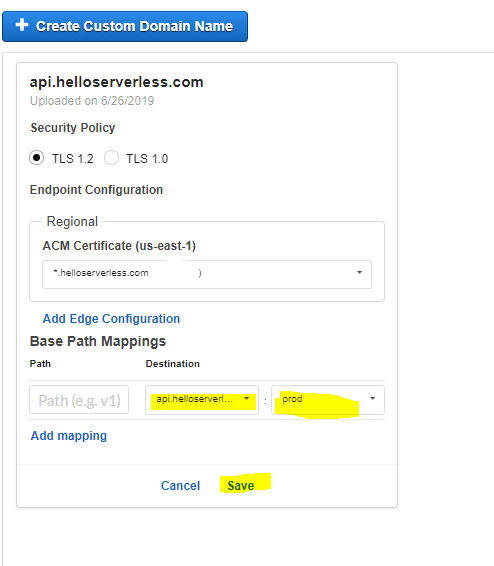 Create Custom Domain Name
api.helloserverless.com
Uploaded on 6/26/2019
Security Policy
TLS 1.2 TLS 1.0
Endpoint Configuration
Regional
ACM Certificate (us-east-1)
*.helloserverless.com )
Add Edge Configuration
Base Path Mappings
Path Destination
Path (e.g. v1) api.helloserverl... : prod
Add mapping
Cancel Save